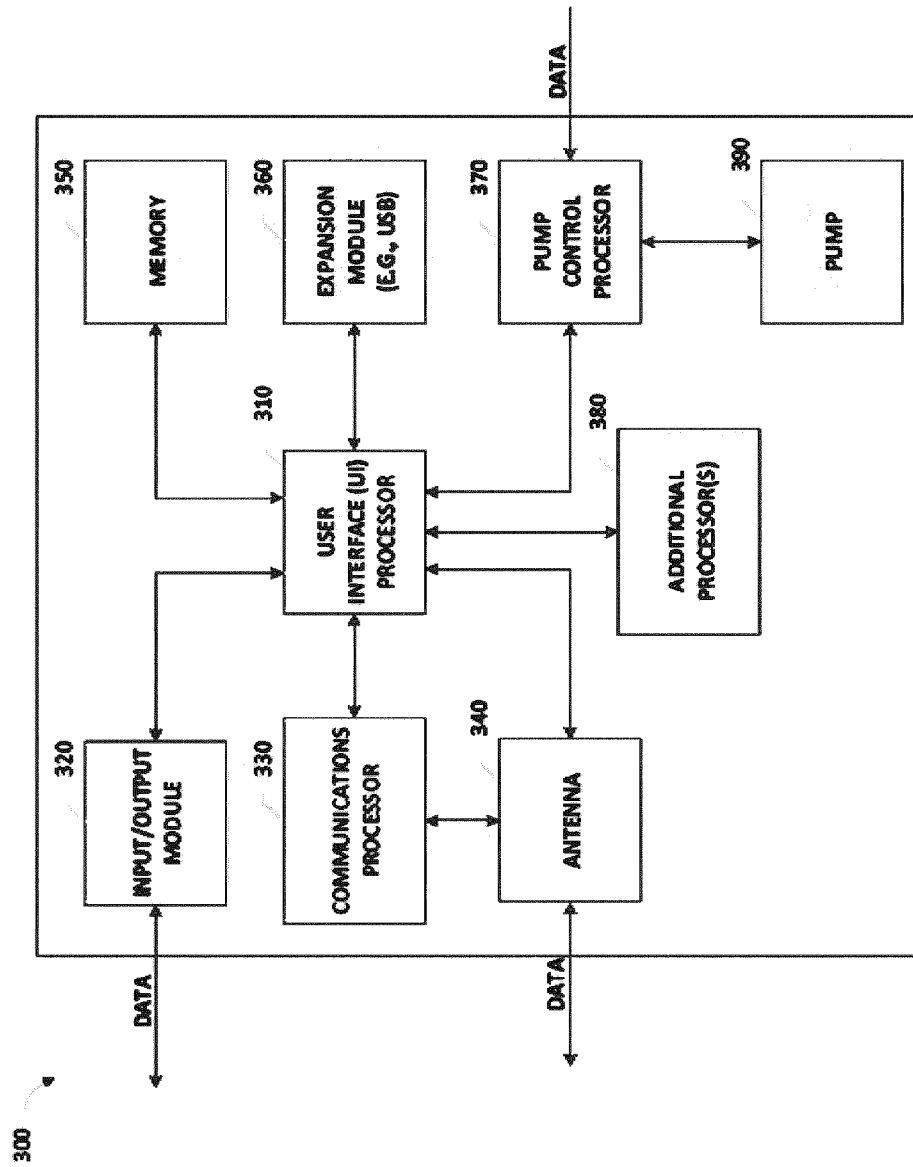 300
DATA
320
INPUT/OUTPUT
MODULE
350
MEMORY
310
USER
INTERFACE (UI)
PROCESSOR
330
COMMUNICATIONS
PROCESSOR
360
EXPANSION
MODULE
(E.G., USB)
DATA
340
ANTENNA
370
PUMP
CONTROL
PROCESSOR
DATA
380
ADDITIONAL
PROCESSOR(S)
390
PUMP